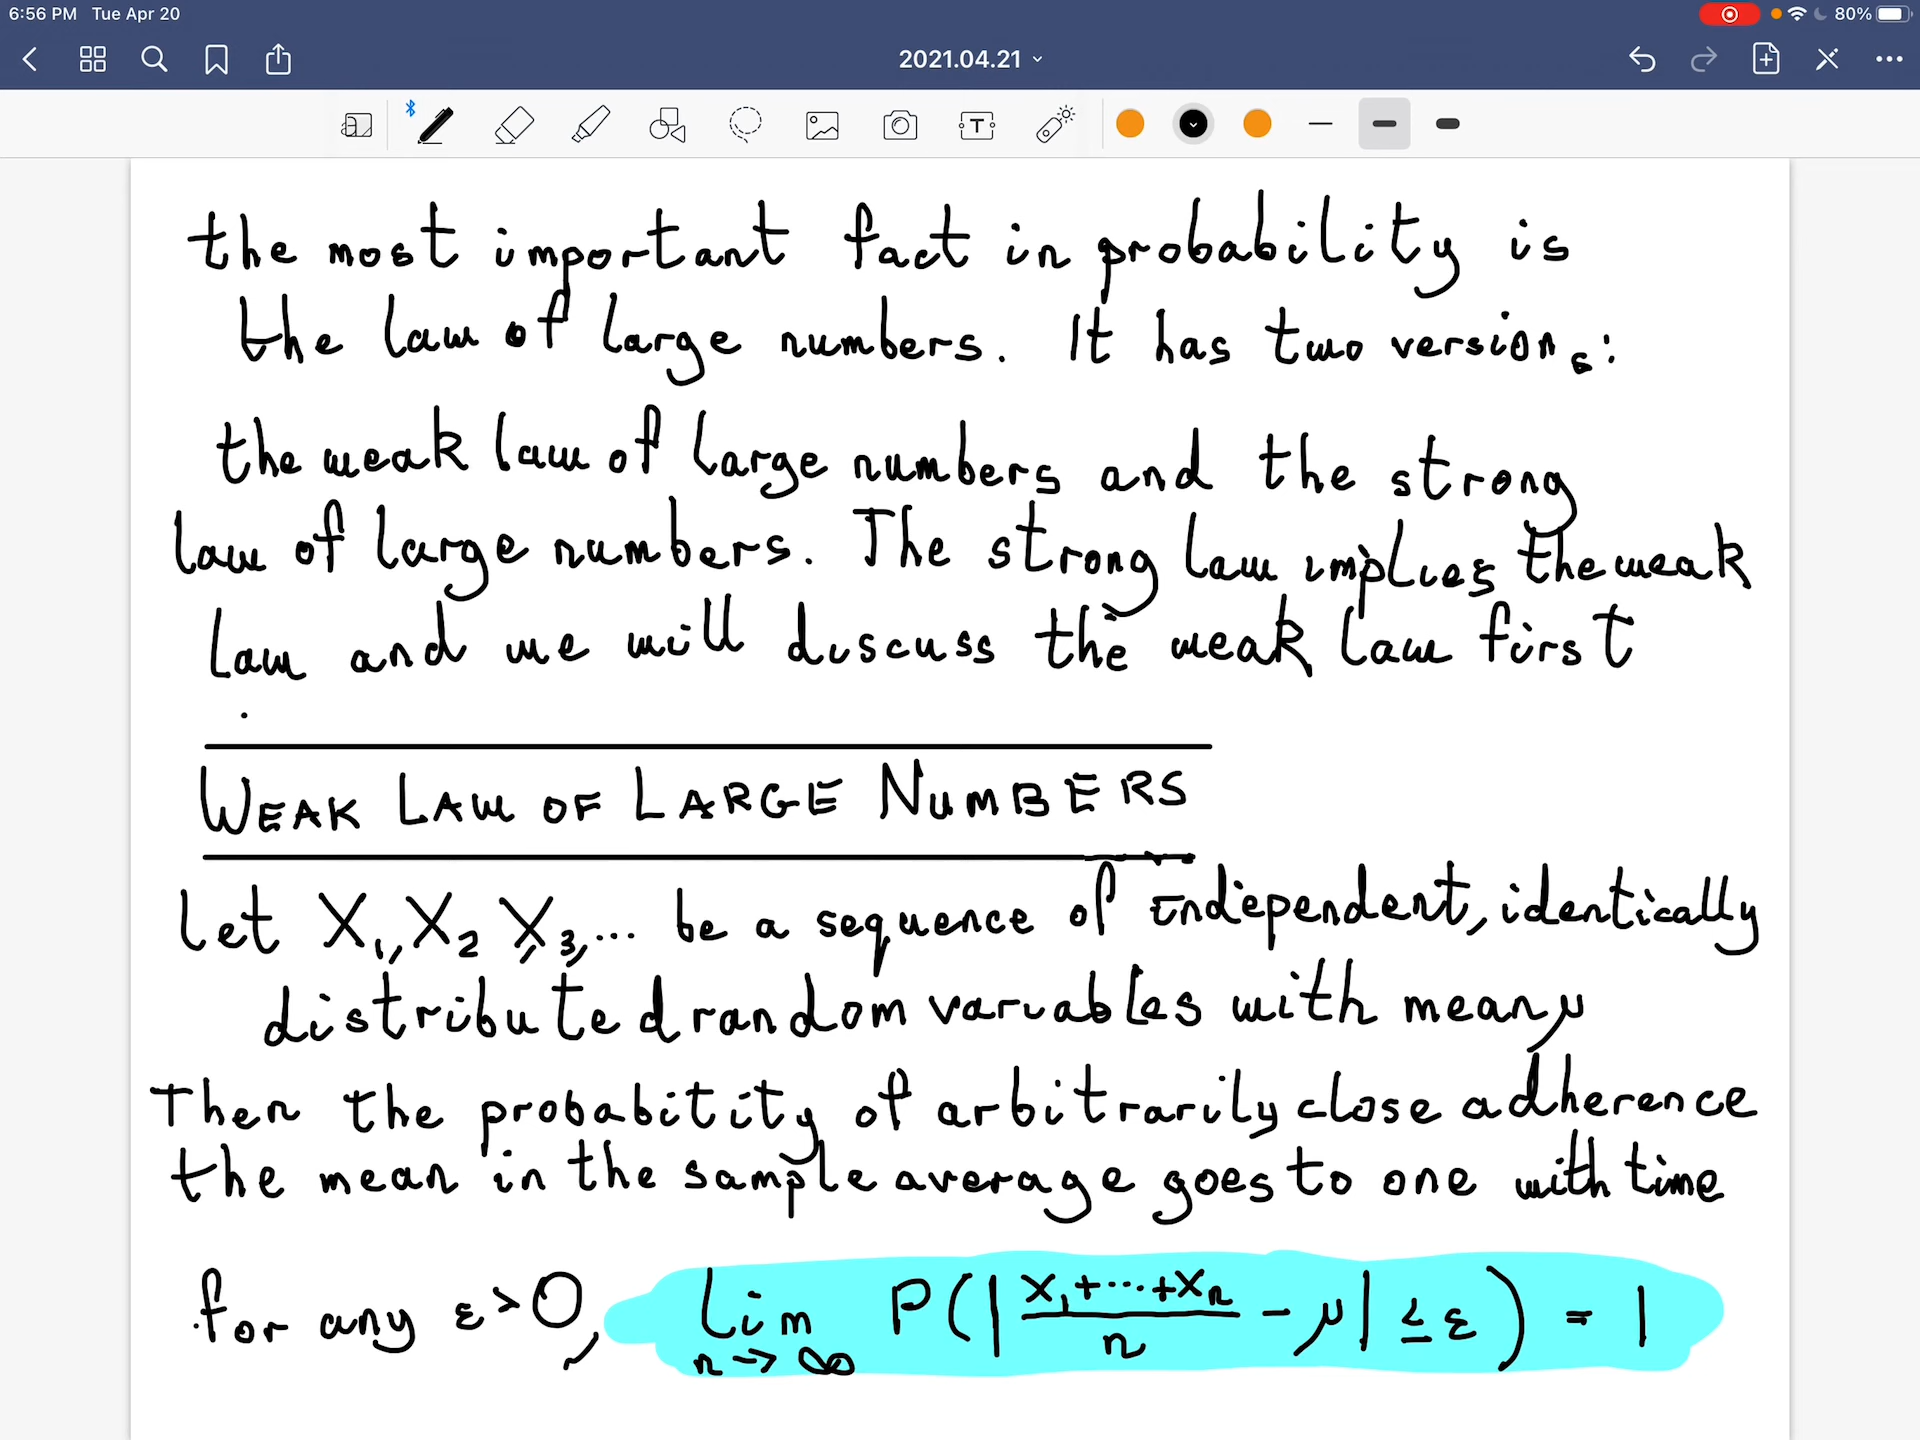 6:56 PM Tue Apr 20
80%
2021.04.21
T
the most important fact in probability is
the law of large numbers. It has two versions:
the weak law of large numbers and the strong
law of large numbers. The strong law implies the weak
law and we will discuss the weak law first
.
WEAK LAW OF LARGE NUMBERS
Let X₁, X₂, X₃, ... be a sequence of independent, identically
distributed random variables with mean μ
Then the probabitity of arbitrarily close adherence
the mean in the sample average goes to one with time
for any ε > 0, lim n→∞ P(|(X₁+⋯+Xₙ)/n − μ| ≤ ε) = 1